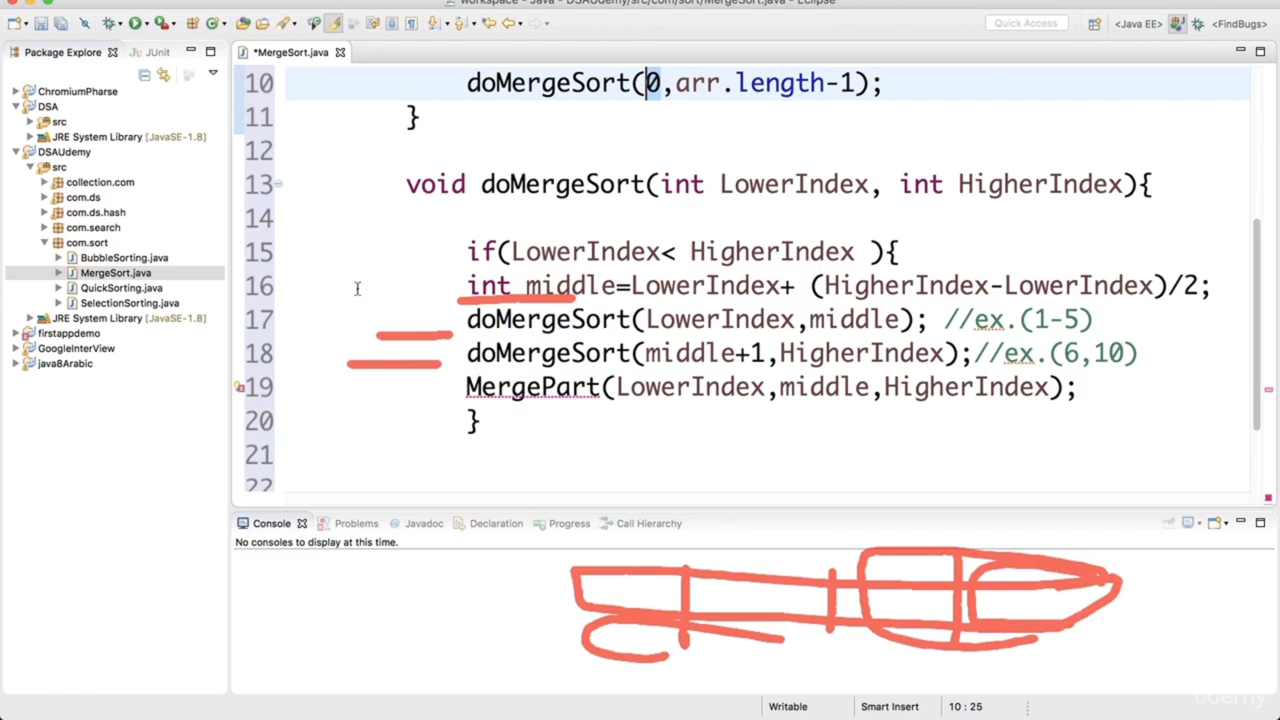 workspace - Java - DSAUdemy/src/com/sort/MergeSort.java - Eclipse
Quick Access
<Java EE>
<FindBugs>
Package Explorer
JUnit
*MergeSort.java
ChromiumPharse
DSA
src
JRE System Library [JavaSE-1.8]
DSAUdemy
src
collection.com
com.ds
com.ds.hash
com.search
com.sort
BubbleSorting.java
MergeSort.java
QuickSorting.java
SelectionSorting.java
JRE System Library [JavaSE-1.8]
firstappdemo
GoogleInterView
java8Arabic
10 doMergeSort(0,arr.length-1);
11 }
12
13 void doMergeSort(int LowerIndex, int HigherIndex){
14
15 if(LowerIndex< HigherIndex ){
16 int middle=LowerIndex+ (HigherIndex-LowerIndex)/2;
17 doMergeSort(LowerIndex,middle); //ex.(1-5)
18 doMergeSort(middle+1,HigherIndex);//ex.(6,10)
19 MergePart(LowerIndex,middle,HigherIndex);
20 }
21
22
Console Problems @ Javadoc Declaration Progress Call Hierarchy
No consoles to display at this time.
Writable Smart Insert 10 : 25
udemy